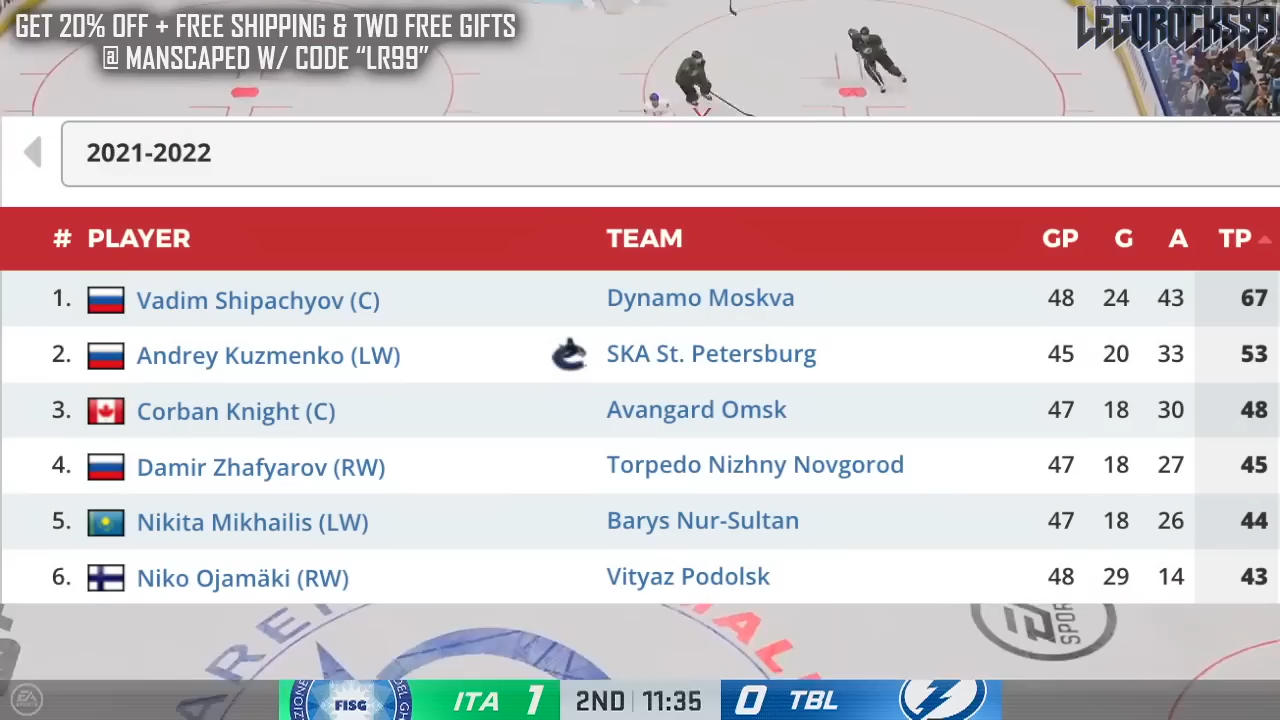 GET 20% OFF + FREE SHIPPING & TWO FREE GIFTS
@ MANSCAPED W/ CODE “LR99”
LEGOROCKS99
2021-2022
# PLAYER TEAM GP G A TP
1. Vadim Shipachyov (C) Dynamo Moskva 48 24 43 67
2. Andrey Kuzmenko (LW) SKA St. Petersburg 45 20 33 53
3. Corban Knight (C) Avangard Omsk 47 18 30 48
4. Damir Zhafyarov (RW) Torpedo Nizhny Novgorod 47 18 27 45
5. Nikita Mikhailis (LW) Barys Nur-Sultan 47 18 26 44
6. Niko Ojamäki (RW) Vityaz Podolsk 48 29 14 43
EA SPOR
EA
FISG ITA 1 2ND 11:35 0 TBL